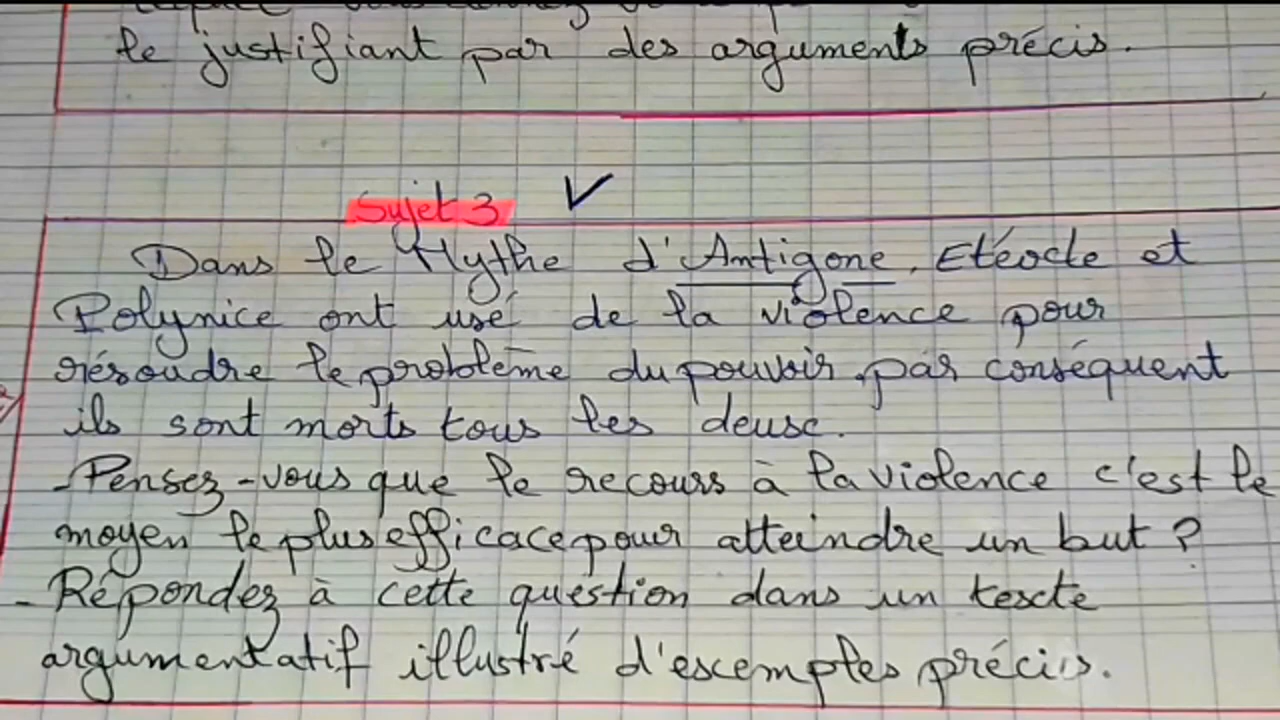 le justifiant par des arguments précis.
Sujet 3
Dans le Mythe d'Antigone, Etéocle et
Polynice ont usé de la violence pour
résoudre le problème du pouvoir, par conséquent
ils sont morts tous les deux.
- Pensez-vous que le recours à la violence c'est le
moyen le plus efficace pour atteindre un but ?
- Répondez à cette question dans un texte
argumentatif illustré d'exemples précis.